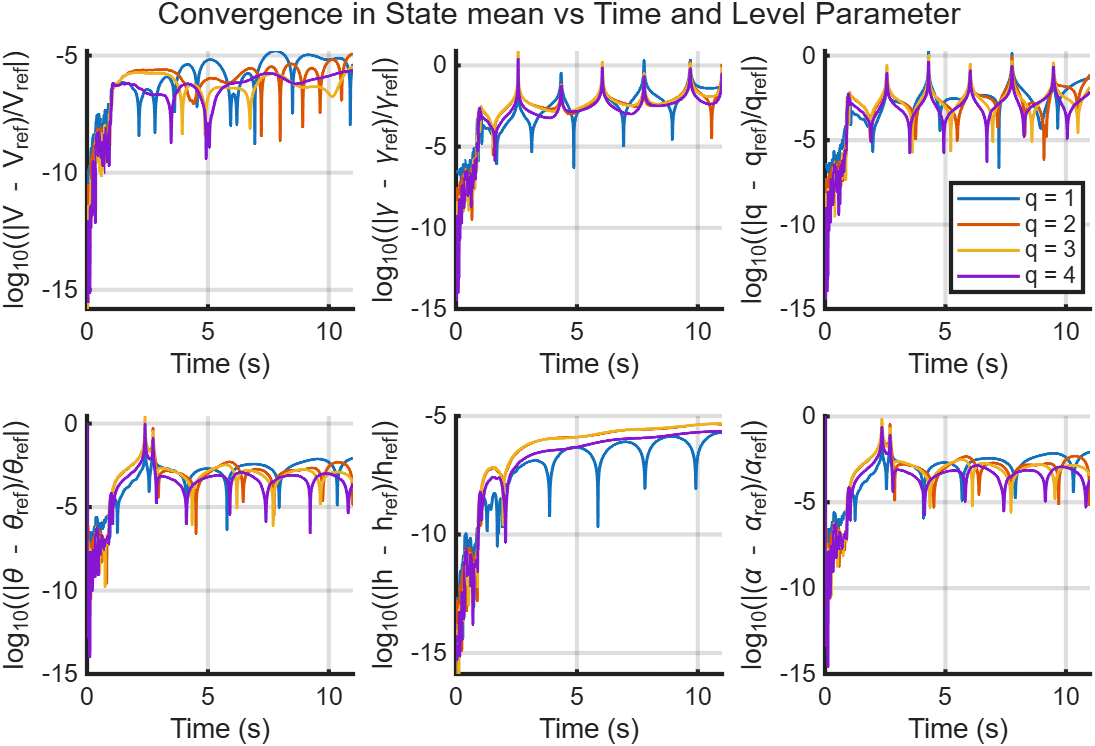 Convergence in State mean vs Time and Level Parameter
log10((|V - Vref)/Vref|)
-5
-10
-15
0 5 10
Time (s)
log10((|γ - γref)/γref|)
0
-5
-10
-15
0 5 10
Time (s)
log10((|q - qref)/qref|)
0
-5
-10
-15
0 5 10
Time (s)
q = 1
q = 2
q = 3
q = 4
log10((|θ - θref)/θref|)
0
-5
-10
-15
0 5 10
Time (s)
log10((|h - href)/href|)
-5
-10
-15
0 5 10
Time (s)
log10((|(α - αref)/αref|)
0
-5
-10
-15
0 5 10
Time (s)